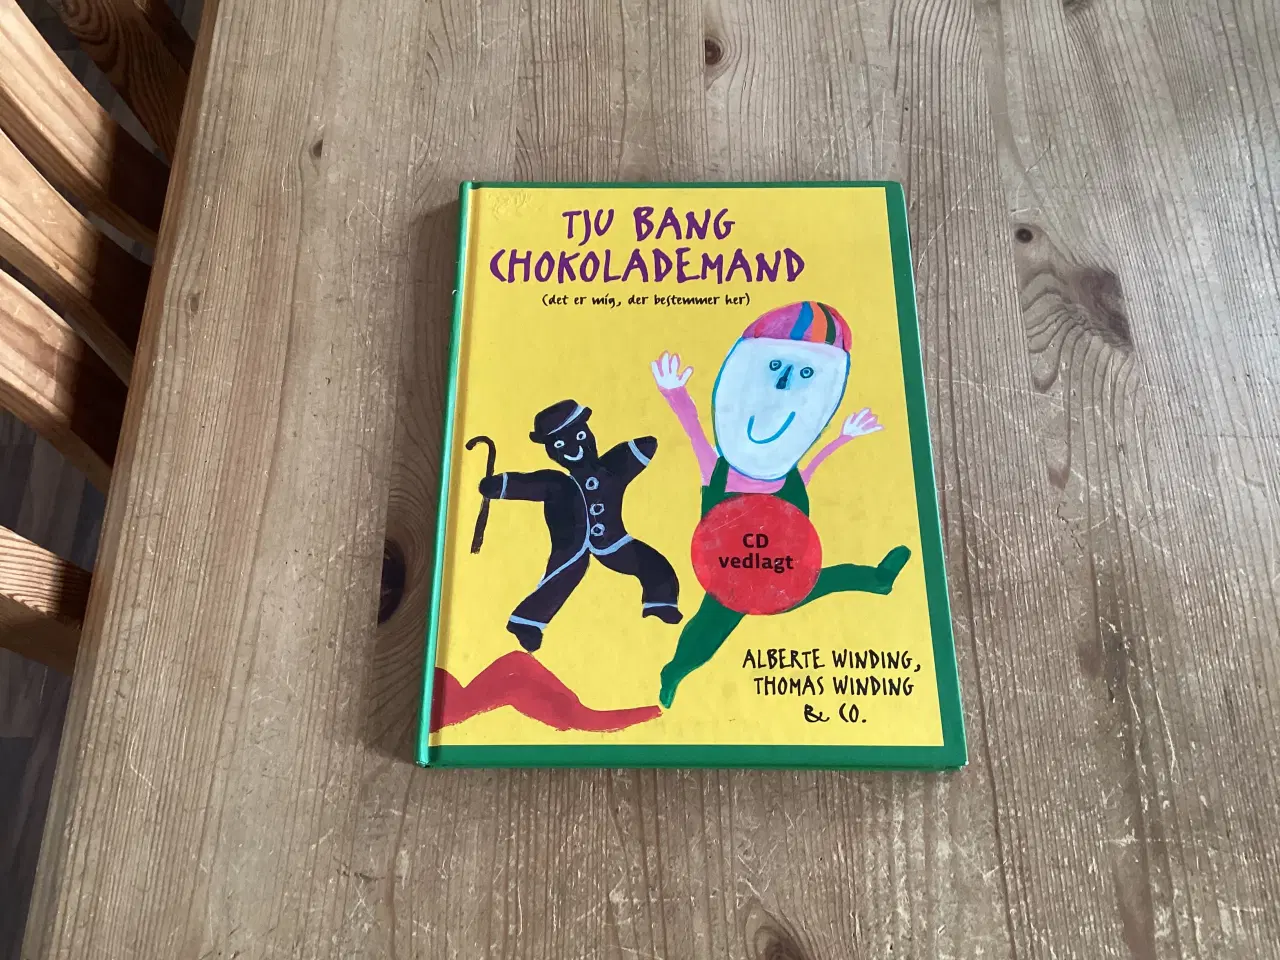 TJU BANG
CHOKOLADEMAND
(det er mig, der bestemmer her)
CD
vedlagt
ALBERTE WINDING,
THOMAS WINDING
& CO.